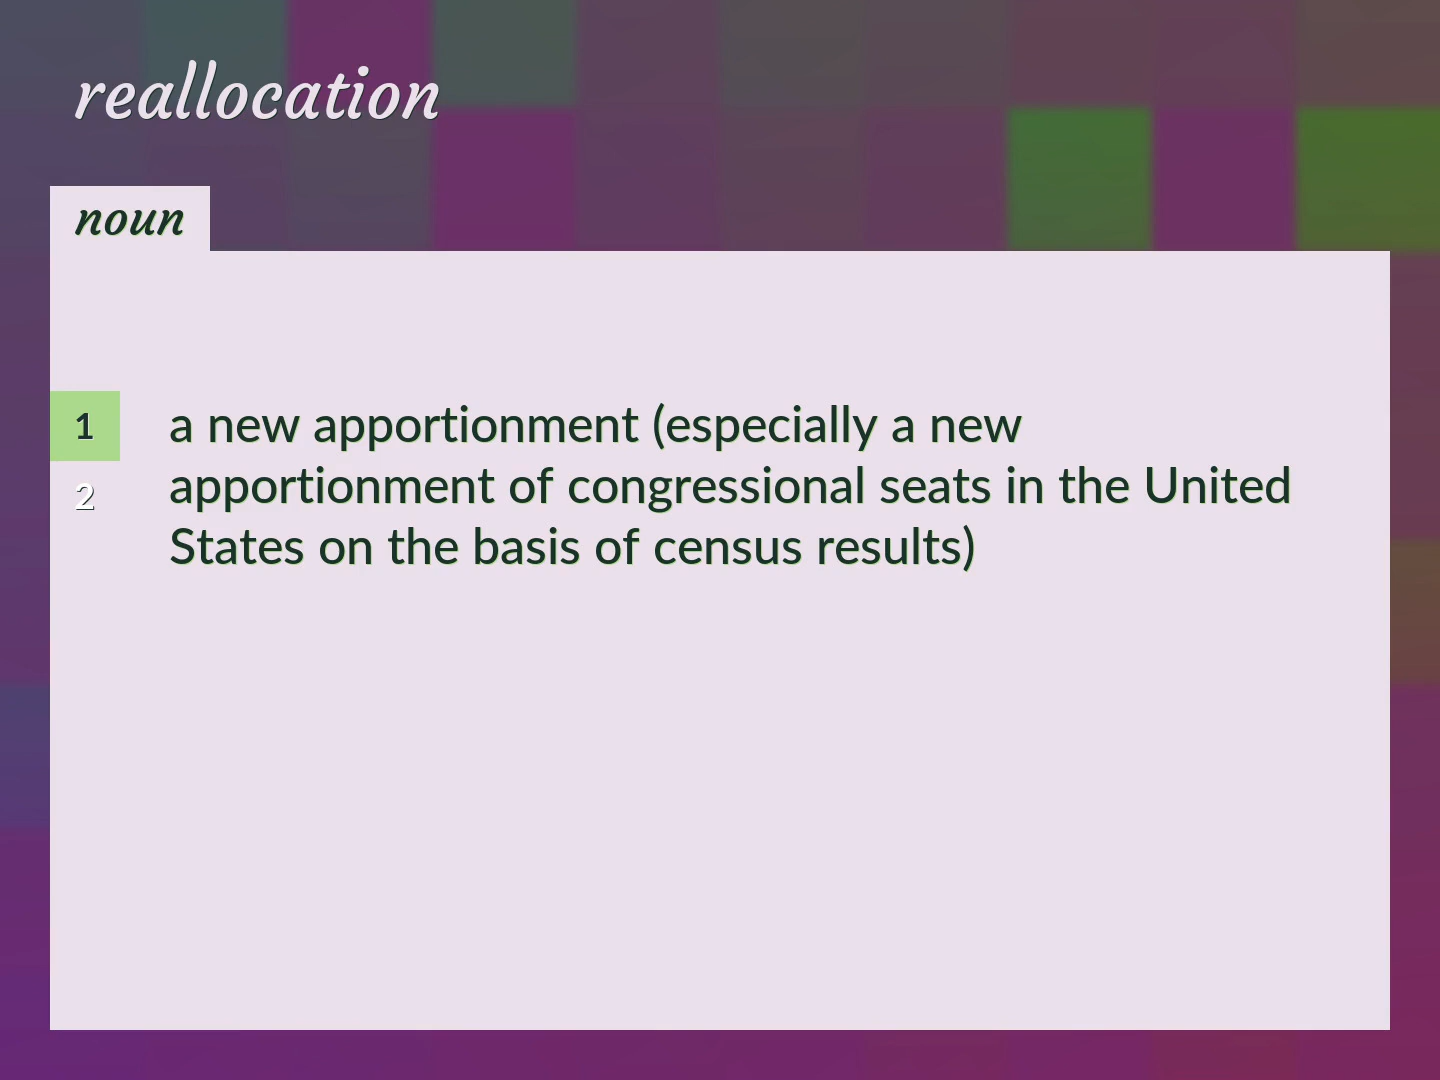 reallocation
noun
1
a new apportionment (especially a new
apportionment of congressional seats in the United
States on the basis of census results)
2